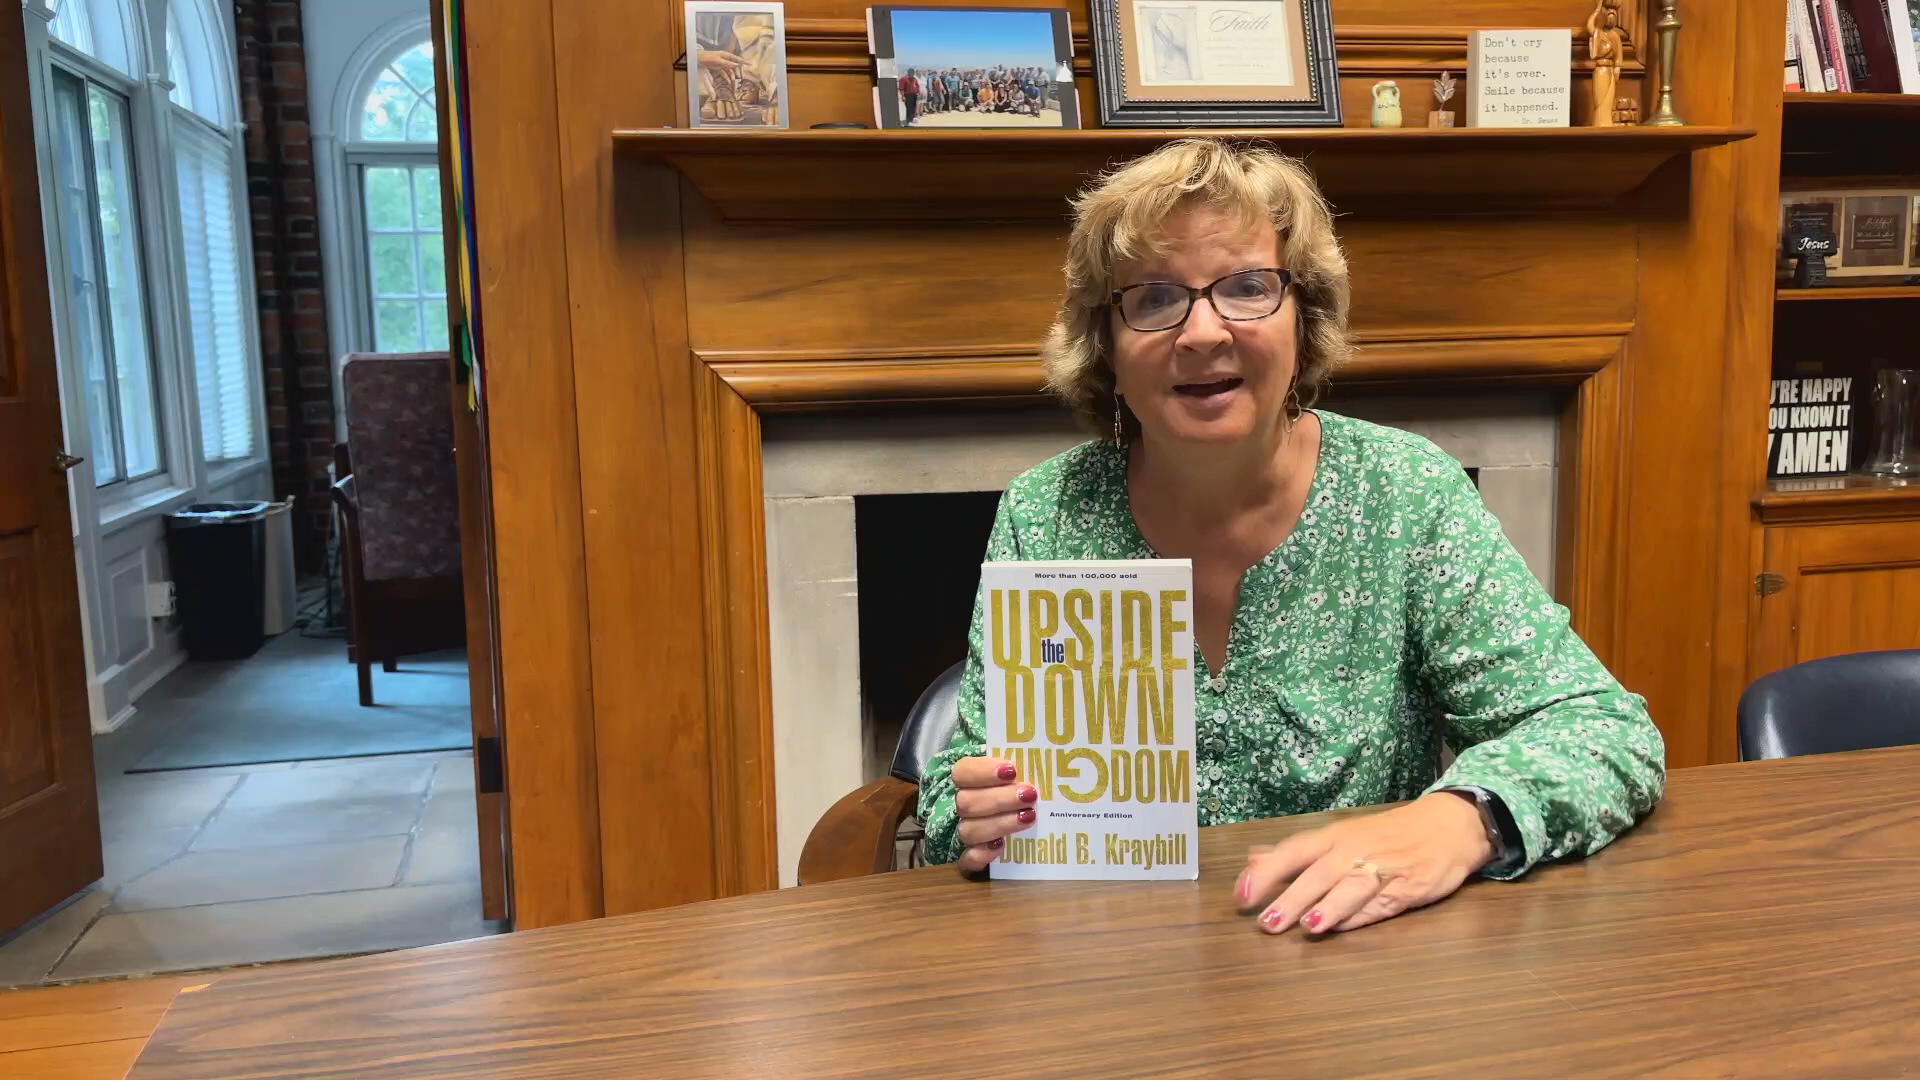 Faith
Don't cry
because
it's over.
Smile because
it happened.
- Dr. Seuss
Jesus
'RE HAPPY
OU KNOW IT
Y AMEN
More than 100,000 sold
UPSIDE
the
DOWN
KINGDOM
Anniversary Edition
Donald B. Kraybill